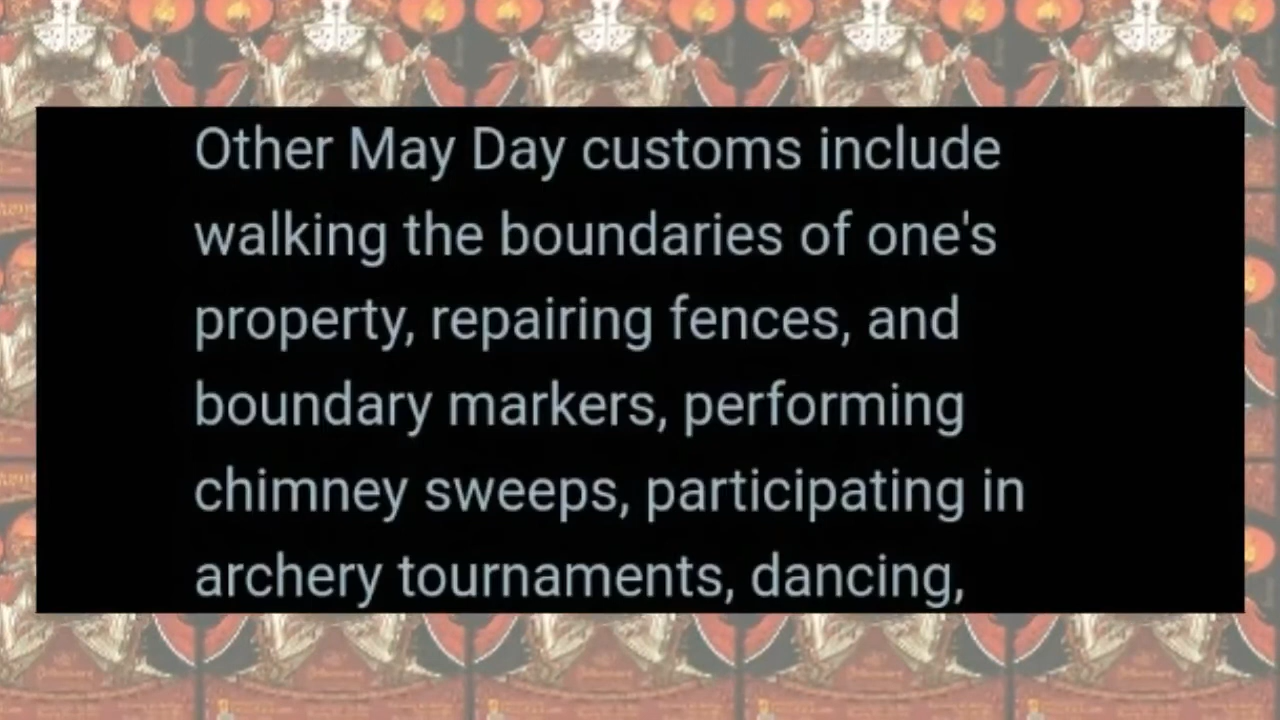 Other May Day customs include
walking the boundaries of one's
property, repairing fences, and
boundary markers, performing
chimney sweeps, participating in
archery tournaments, dancing,